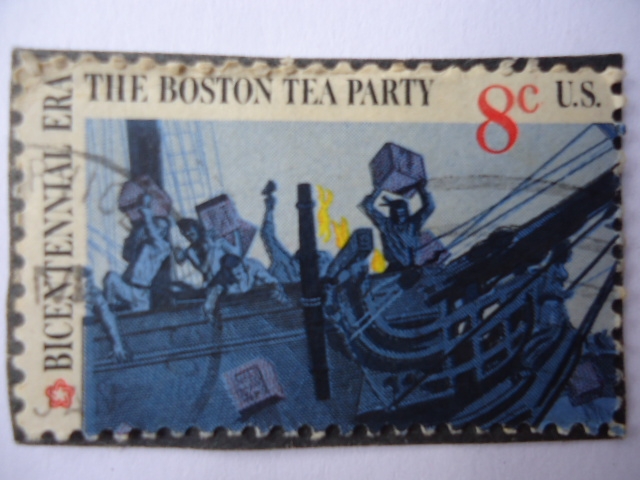 THE BOSTON TEA PARTY
8c U.S.
BICENTENNIAL ERA